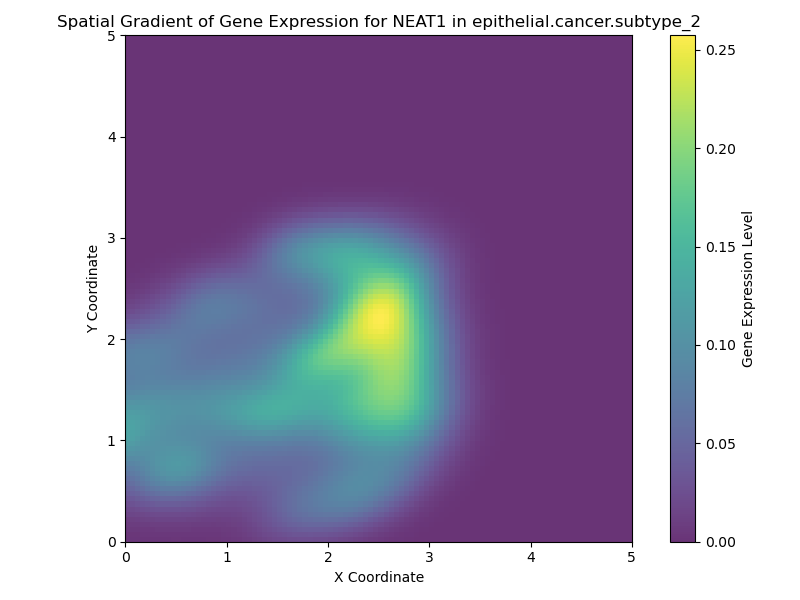 Spatial Gradient of Gene Expression for NEAT1 in epithelial.cancer.subtype_2
5
4
3
2
1
0
Y Coordinate
0 1 2 3 4 5
X Coordinate
0.25
0.20
0.15
0.10
0.05
0.00
Gene Expression Level